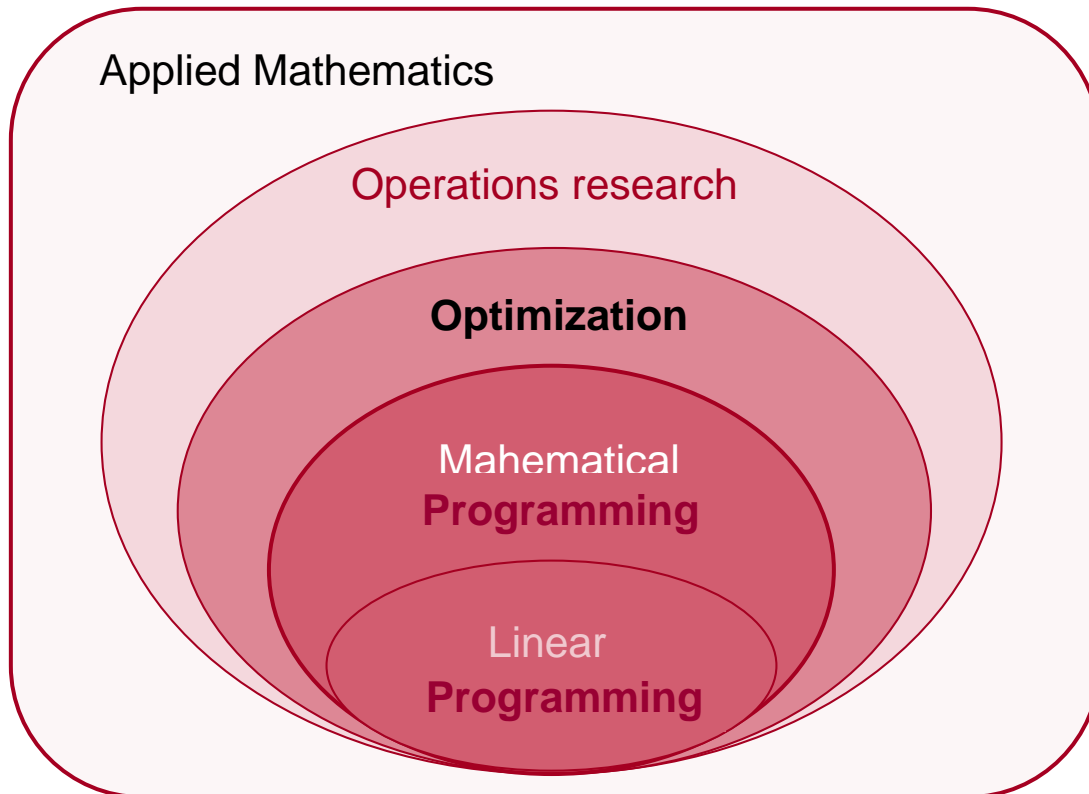 Applied Mathematics
Operations research
Optimization
Mahematical
Programming
Linear
Programming